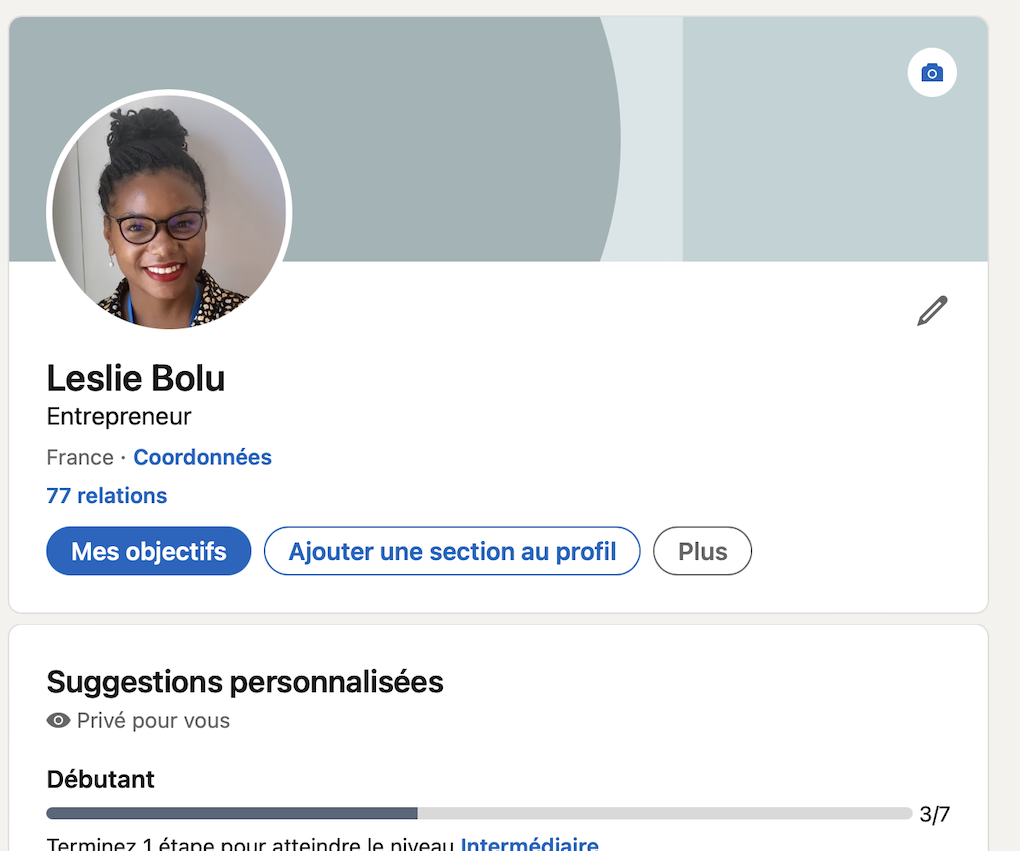 Leslie Bolu
Entrepreneur
France · Coordonnées
77 relations
Mes objectifs
Ajouter une section au profil
Plus
Suggestions personnalisées
Privé pour vous
Débutant
3/7
Terminez 1 étape pour atteindre le niveau Intermédiaire